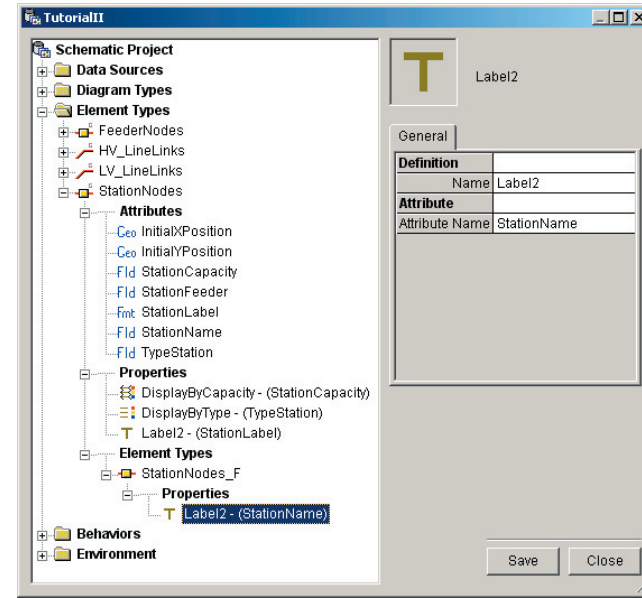 TutorialII
Schematic Project
Data Sources
Diagram Types
Element Types
FeederNodes
HV_LineLinks
LV_LineLinks
StationNodes
Attributes
Geo InitialXPosition
Geo InitialYPosition
Fld StationCapacity
Fld StationFeeder
Fmt StationLabel
Fld StationName
Fld TypeStation
Properties
DisplayByCapacity - (StationCapacity)
DisplayByType - (TypeStation)
T Label2 - (StationLabel)
Element Types
StationNodes_F
Properties
T Label2 - (StationName)
Behaviors
Environment
T Label2
General
Definition
Name Label2
Attribute
Attribute Name StationName
Save Close